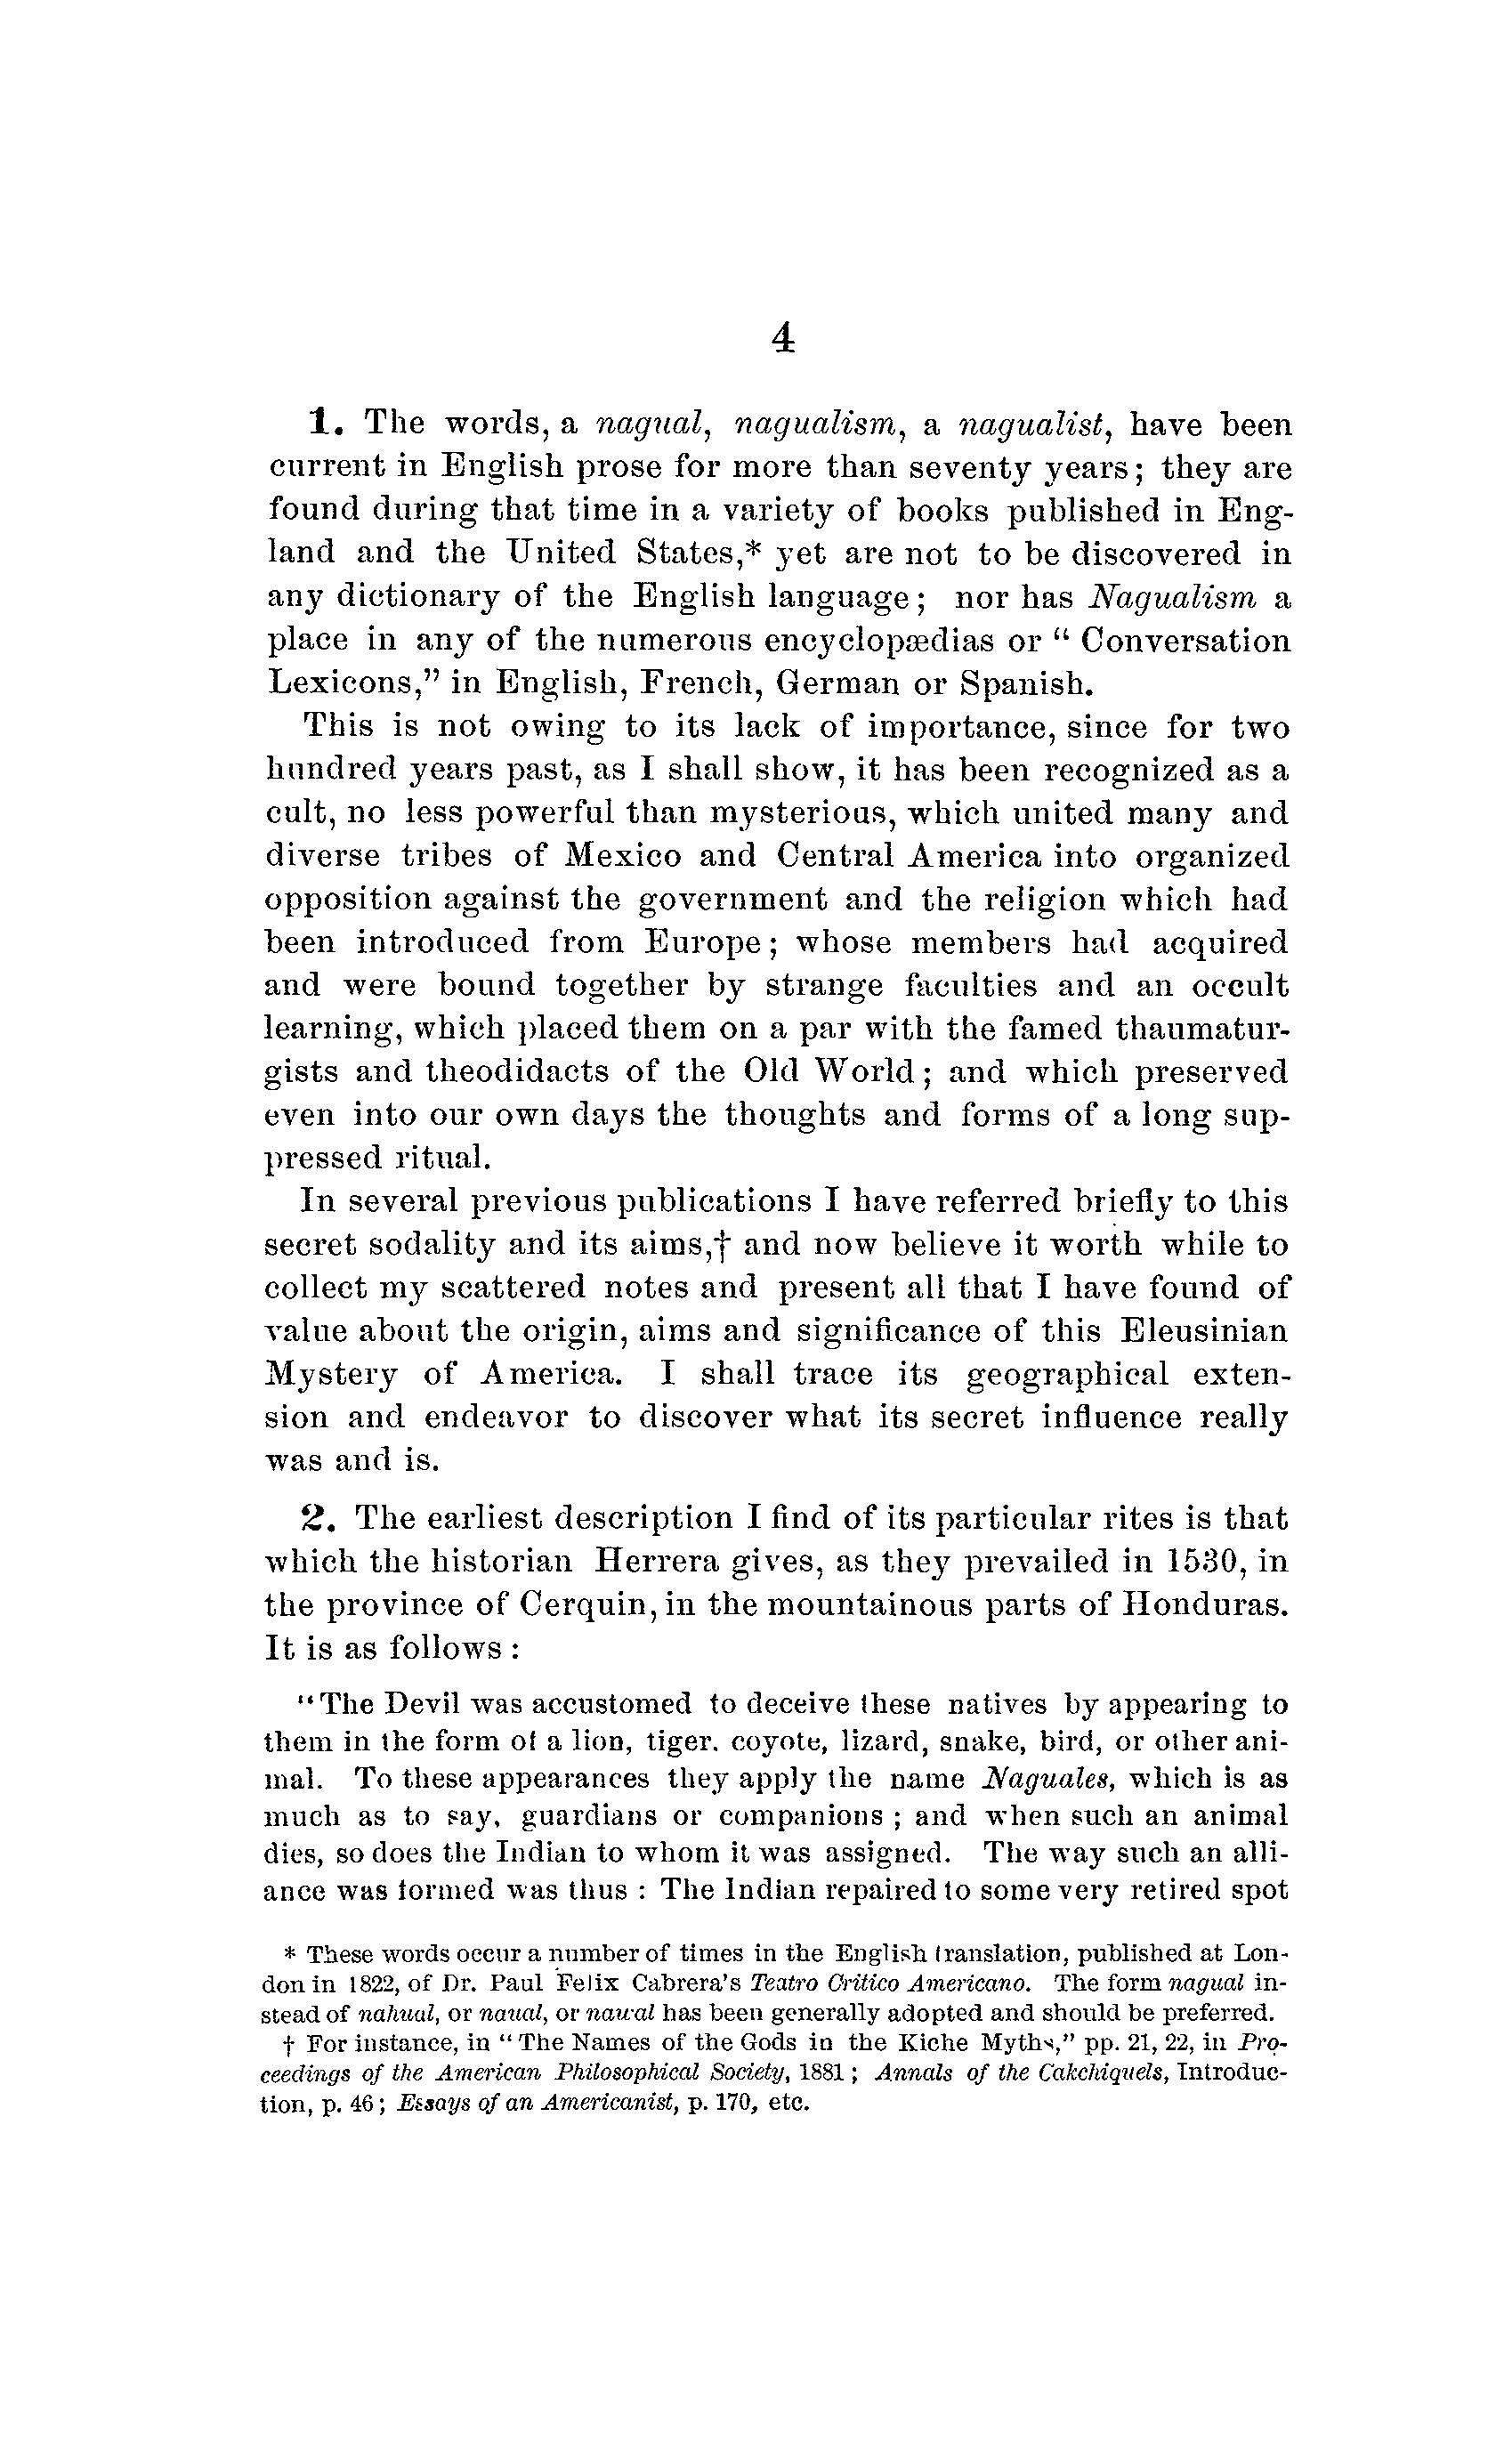 4
1. The words, a nagual, nagualism, a nagualist, have been
current in English prose for more than seventy years; they are
found during that time in a variety of books published in Eng-
land and the United States,* yet are not to be discovered in
any dictionary of the English language; nor has Nagualism a
place in any of the numerous encyclopædias or “ Conversation
Lexicons,” in English, French, German or Spanish.
This is not owing to its lack of importance, since for two
hundred years past, as I shall show, it has been recognized as a
cult, no less powerful than mysterious, which united many and
diverse tribes of Mexico and Central America into organized
opposition against the government and the religion which had
been introduced from Europe; whose members had acquired
and were bound together by strange faculties and an occult
learning, which placed them on a par with the famed thaumatur-
gists and theodidacts of the Old World; and which preserved
even into our own days the thoughts and forms of a long sup-
pressed ritual.
In several previous publications I have referred briefly to this
secret sodality and its aims,† and now believe it worth while to
collect my scattered notes and present all that I have found of
value about the origin, aims and significance of this Eleusinian
Mystery of America. I shall trace its geographical exten-
sion and endeavor to discover what its secret influence really
was and is.
2. The earliest description I find of its particular rites is that
which the historian Herrera gives, as they prevailed in 1530, in
the province of Cerquin, in the mountainous parts of Honduras.
It is as follows :
“The Devil was accustomed to deceive these natives by appearing to
them in the form of a lion, tiger, coyote, lizard, snake, bird, or other ani-
mal. To these appearances they apply the name Naguales, which is as
much as to say, guardians or companions ; and when such an animal
dies, so does the Indian to whom it was assigned. The way such an alli-
ance was formed was thus : The Indian repaired to some very retired spot
* These words occur a number of times in the English translation, published at Lon-
don in 1822, of Dr. Paul Felix Cabrera's Teatro Critico Americano. The form nagual in-
stead of nahual, or naual, or nawal has been generally adopted and should be preferred.
† For instance, in “ The Names of the Gods in the Kiche Myths,” pp. 21, 22, in Pro-
ceedings of the American Philosophical Society, 1881; Annals of the Cakchiquels, Introduc-
tion, p. 46; Essays of an Americanist, p. 170, etc.